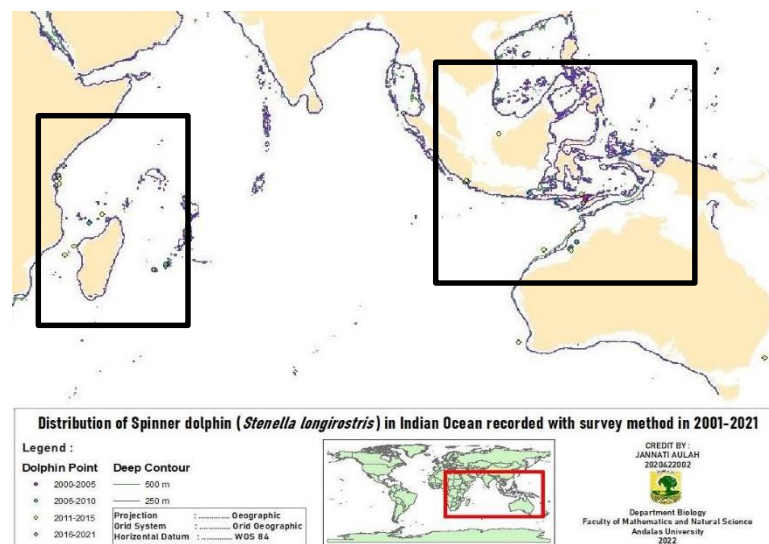 Distribution of Spinner dolphin (Stenella longirostris) in Indian Ocean recorded with survey method in 2001-2021
Legend :
Dolphin Point
2000-2005
2006-2010
2011-2015
2016-2021
Deep Contour
500 m
250 m
Projection : .............. Geographic
Grid System : .............. Grid Geographic
Horizontal Datum : .............. WGS 84
CREDIT BY :
JANNATI AULAH
2020422002
Department Biology
Faculty of Mathematics and Natural Science
Andalas University
2022